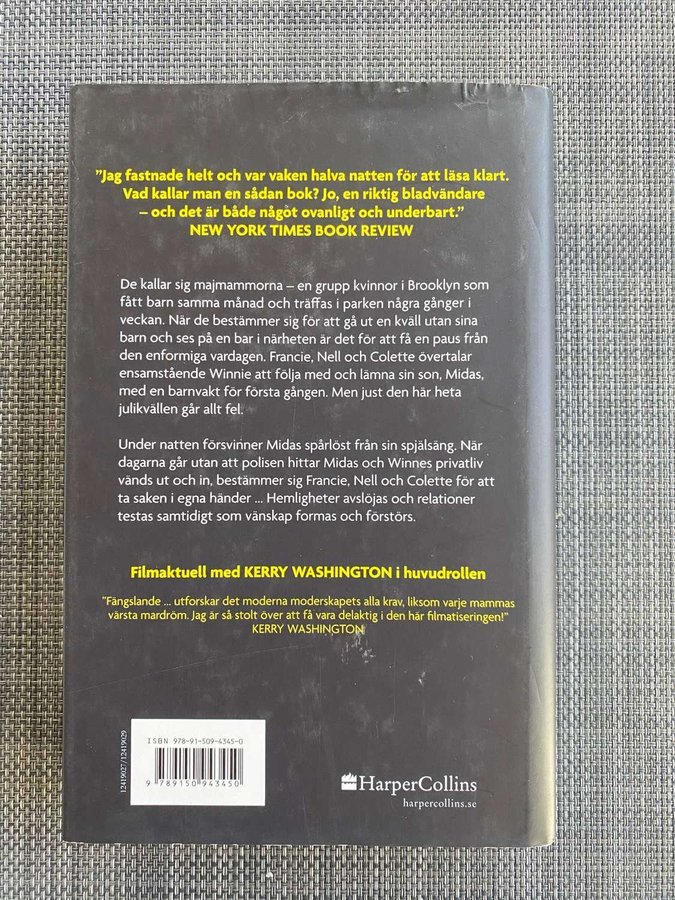 ”Jag fastnade helt och var vaken halva natten för att läsa klart.
Vad kallar man en sådan bok? Jo, en riktig bladvändare
– och det är både något ovanligt och underbart.”
NEW YORK TIMES BOOK REVIEW
De kallar sig majmammorna – en grupp kvinnor i Brooklyn som
fått barn samma månad och träffas i parken några gånger i
veckan. När de bestämmer sig för att gå ut en kväll utan sina
barn och ses på en bar i närheten är det för att få en paus från
den enformiga vardagen. Francie, Nell och Colette övertalar
ensamstående Winnie att följa med och lämna sin son, Midas,
med en barnvakt för första gången. Men just den här heta
julikvällen går allt fel.
Under natten försvinner Midas spårlöst från sin spjälsäng. När
dagarna går utan att polisen hittar Midas och Winnes privatliv
vänds ut och in, bestämmer sig Francie, Nell och Colette för att
ta saken i egna händer ... Hemligheter avslöjas och relationer
testas samtidigt som vänskap formas och förstörs.
Filmaktuell med KERRY WASHINGTON i huvudrollen
”Fängslande ... utforskar det moderna moderskapets alla krav, liksom varje mammas
värsta mardröm. Jag är så stolt över att få vara delaktig i den här filmatiseringen!”
KERRY WASHINGTON
12419027/12419029
ISBN 978-91-509-4345-0
9 789150 943450
HarperCollins
harpercollins.se